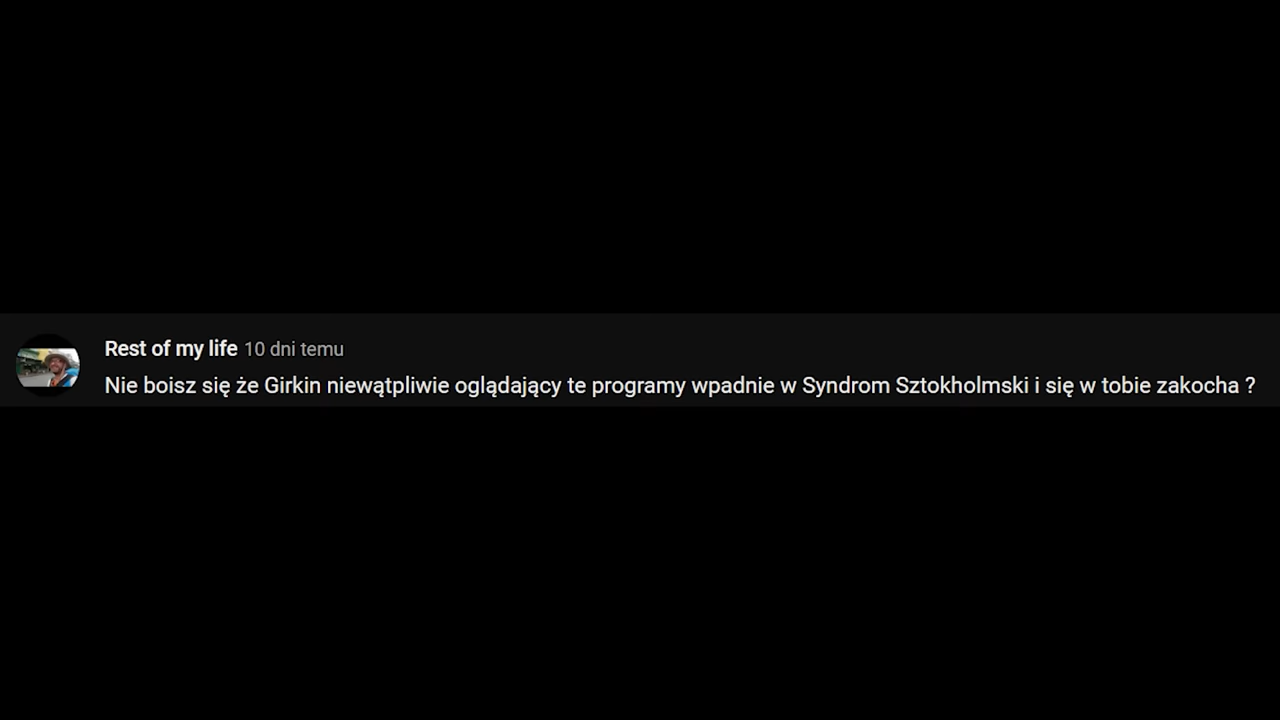 Rest of my life 10 dni temu
Nie boisz się że Girkin niewątpliwie oglądający te programy wpadnie w Syndrom Sztokholmski i się w tobie zakocha ?